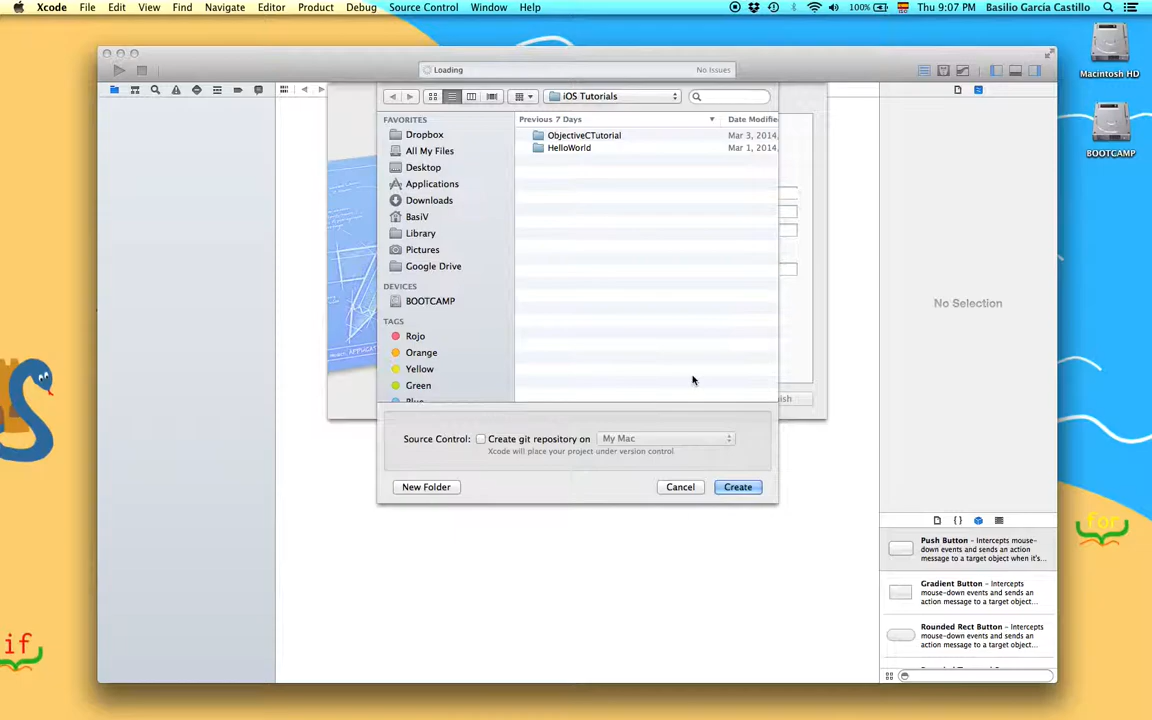 Xcode File Edit View Find Navigate Editor Product Debug Source Control Window Help 100% Thu 9:07 PM Basilio García Castillo
Macintosh HD
BOOTCAMP
Loading No Issues
iOS Tutorials
FAVORITES
Dropbox
All My Files
Desktop
Applications
Downloads
BasiV
Library
Pictures
Google Drive
DEVICES
BOOTCAMP
TAGS
Rojo
Orange
Yellow
Green
Blue
Previous 7 Days Date Modifie
ObjectiveCTutorial Mar 3, 2014,
HelloWorld Mar 1, 2014,
Source Control: Create git repository on My Mac
Xcode will place your project under version control
New Folder Cancel Create
No Selection
Push Button - Intercepts mouse-
down events and sends an action
message to a target object when it's...
Gradient Button - Intercepts
mouse-down events and sends an
action message to a target object...
Rounded Rect Button - Intercepts
mouse-down events and sends an
action message to a target object...
for
if